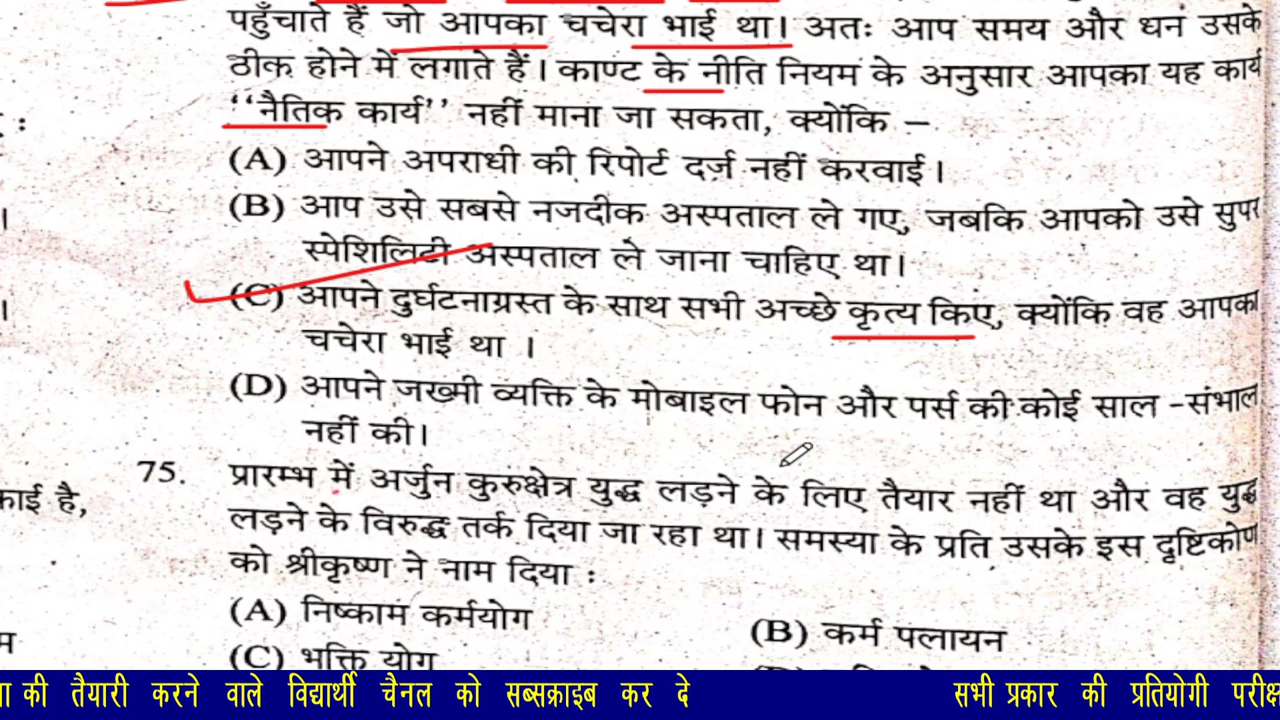 पहुँचाते हैं जो आपका चचेरा भाई था। अतः आप समय और धन उसके
ठीक होने में लगाते हैं। काण्ट के नीति नियम के अनुसार आपका यह कार्य
‘‘नैतिक कार्य’’ नहीं माना जा सकता, क्योंकि –
(A) आपने अपराधी की रिपोर्ट दर्ज़ नहीं करवाई।
(B) आप उसे सबसे नजदीक अस्पताल ले गए, जबकि आपको उसे सुपर
स्पेशिलिटी अस्पताल ले जाना चाहिए था।
(C) आपने दुर्घटनाग्रस्त के साथ सभी अच्छे कृत्य किए, क्योंकि वह आपका
चचेरा भाई था ।
(D) आपने जख्मी व्यक्ति के मोबाइल फोन और पर्स की कोई साल -संभाल
नहीं की।
काई है,
75. प्रारम्भ में अर्जुन कुरुक्षेत्र युद्ध लड़ने के लिए तैयार नहीं था और वह युद्ध
लड़ने के विरुद्ध तर्क दिया जा रहा था। समस्या के प्रति उसके इस दृष्टिकोण
को श्रीकृष्ण ने नाम दिया :
(A) निष्काम कर्मयोग
(B) कर्म पलायन
(C) भक्ति योग
की तैयारी करने वाले विद्यार्थी चैनल को सब्सक्राइब कर दे
सभी प्रकार की प्रतियोगी परीक्ष